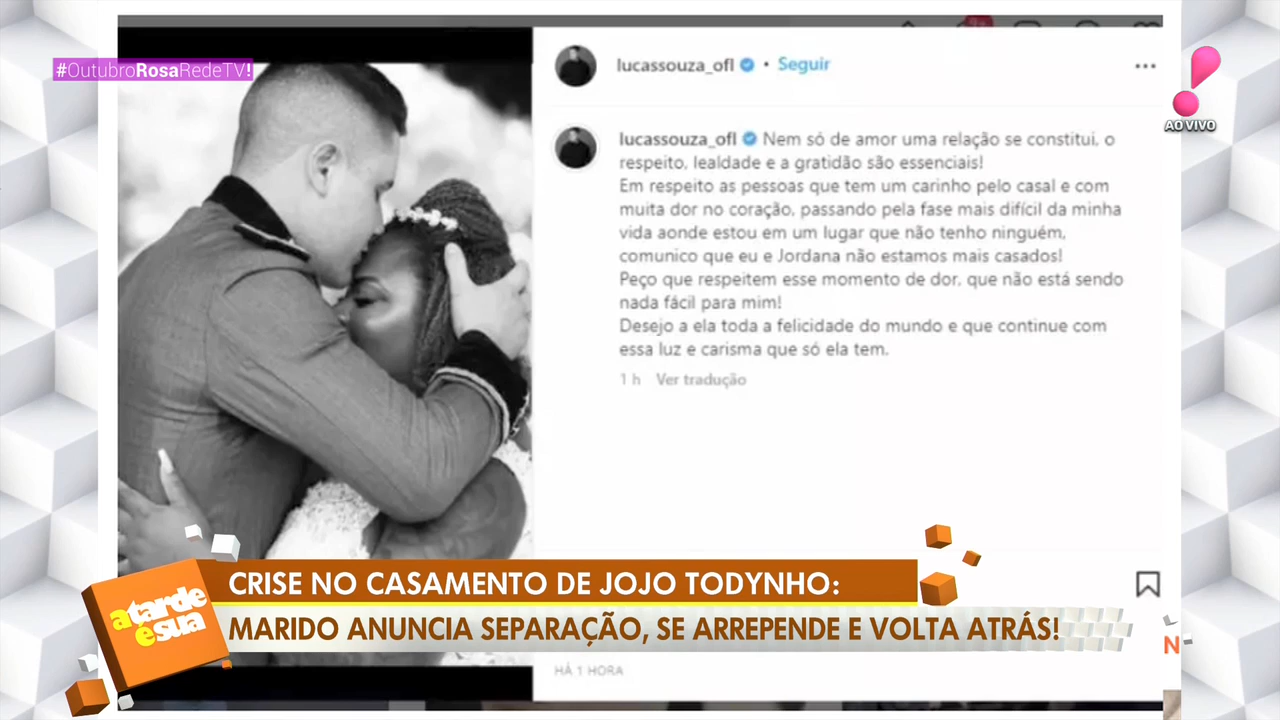 #OutubroRosaRedeTV!
AO VIVO
lucassouza_ofl • Seguir
lucassouza_ofl Nem só de amor uma relação se constitui, o
respeito, lealdade e a gratidão são essenciais!
Em respeito as pessoas que tem um carinho pelo casal e com
muita dor no coração, passando pela fase mais difícil da minha
vida aonde estou em um lugar que não tenho ninguém,
comunico que eu e Jordana não estamos mais casados!
Peço que respeitem esse momento de dor, que não está sendo
nada fácil para mim!
Desejo a ela toda a felicidade do mundo e que continue com
essa luz e carisma que só ela tem.
1 h Ver tradução
CRISE NO CASAMENTO DE JOJO TODYNHO:
a tarde
é sua
MARIDO ANUNCIA SEPARAÇÃO, SE ARREPENDE E VOLTA ATRÁS!
N
HÁ 1 HORA